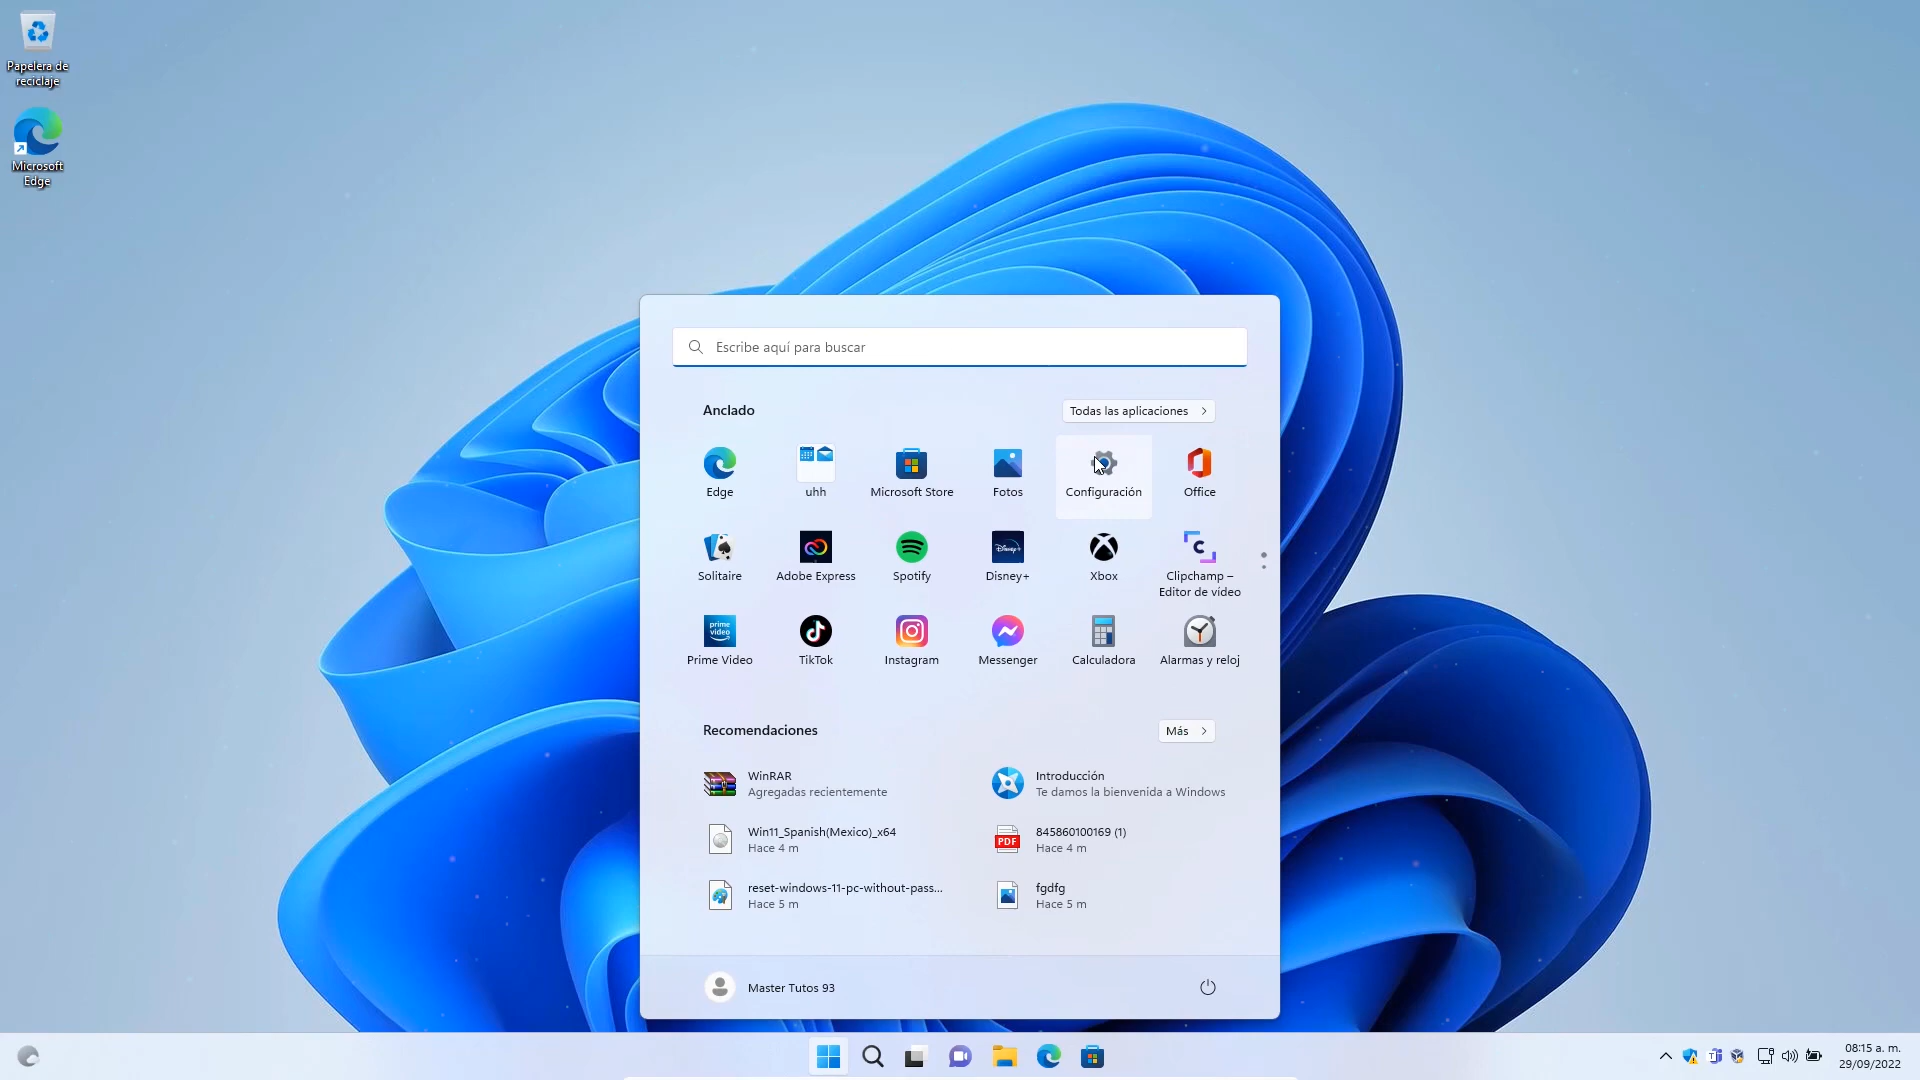 Papelera de
reciclaje
Microsoft
Edge
Escribe aquí para buscar
Anclado
Todas las aplicaciones
Edge
uhh
Microsoft Store
Fotos
Configuración
Office
Solitaire
Adobe Express
Spotify
Disney+
Disney+
Xbox
Clipchamp –
Editor de vídeo
prime
video
Prime Video
TikTok
Instagram
Messenger
Calculadora
Alarmas y reloj
Recomendaciones
Más
WinRAR
Agregadas recientemente
Introducción
Te damos la bienvenida a Windows
Win11_Spanish(Mexico)_x64
Hace 4 m
PDF
845860100169 (1)
Hace 4 m
reset-windows-11-pc-without-pass...
Hace 5 m
fgdfg
Hace 5 m
Master Tutos 93
08:15 a. m.
29/09/2022